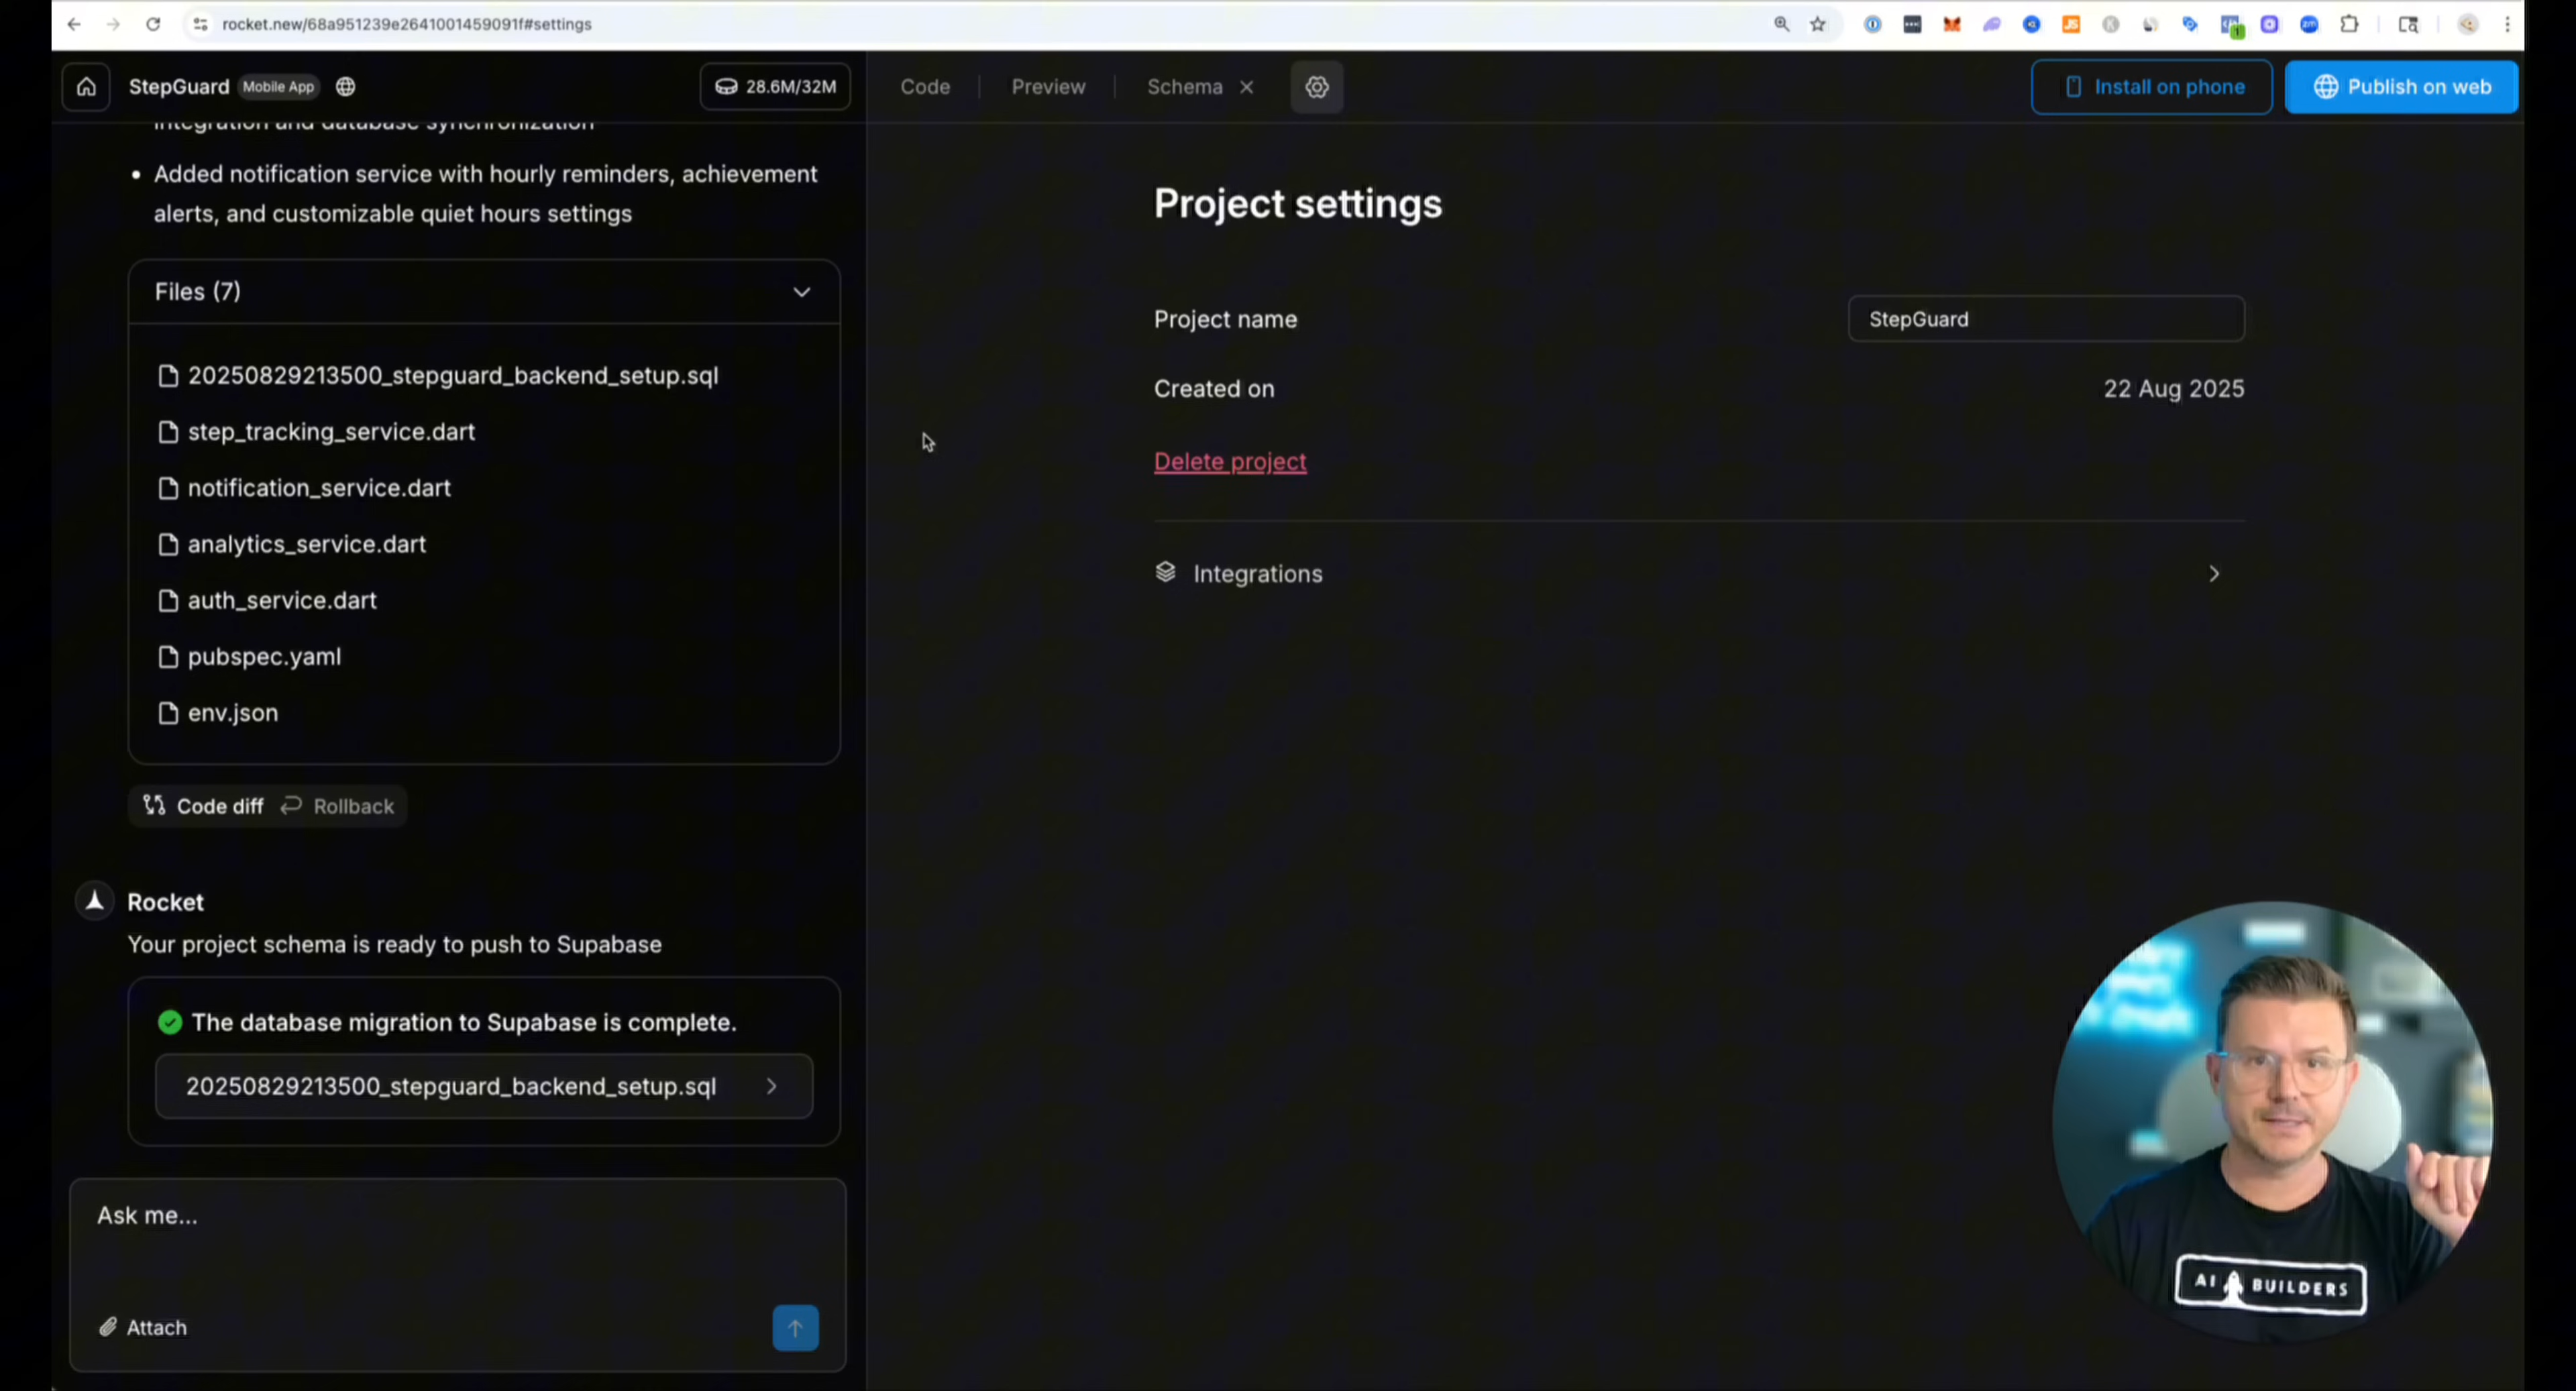 rocket.new/68a951239e2641001459091f#settings
StepGuard Mobile App
28.6M/32M
Code
Preview
Schema
Install on phone
Publish on web
integration and database synchronization
• Added notification service with hourly reminders, achievement
alerts, and customizable quiet hours settings
Files (7)
20250829213500_stepguard_backend_setup.sql
step_tracking_service.dart
notification_service.dart
analytics_service.dart
auth_service.dart
pubspec.yaml
env.json
Code diff
Rollback
Rocket
Your project schema is ready to push to Supabase
The database migration to Supabase is complete.
20250829213500_stepguard_backend_setup.sql
Ask me...
Attach
Project settings
Project name
StepGuard
Created on
22 Aug 2025
Delete project
Integrations
AI BUILDERS